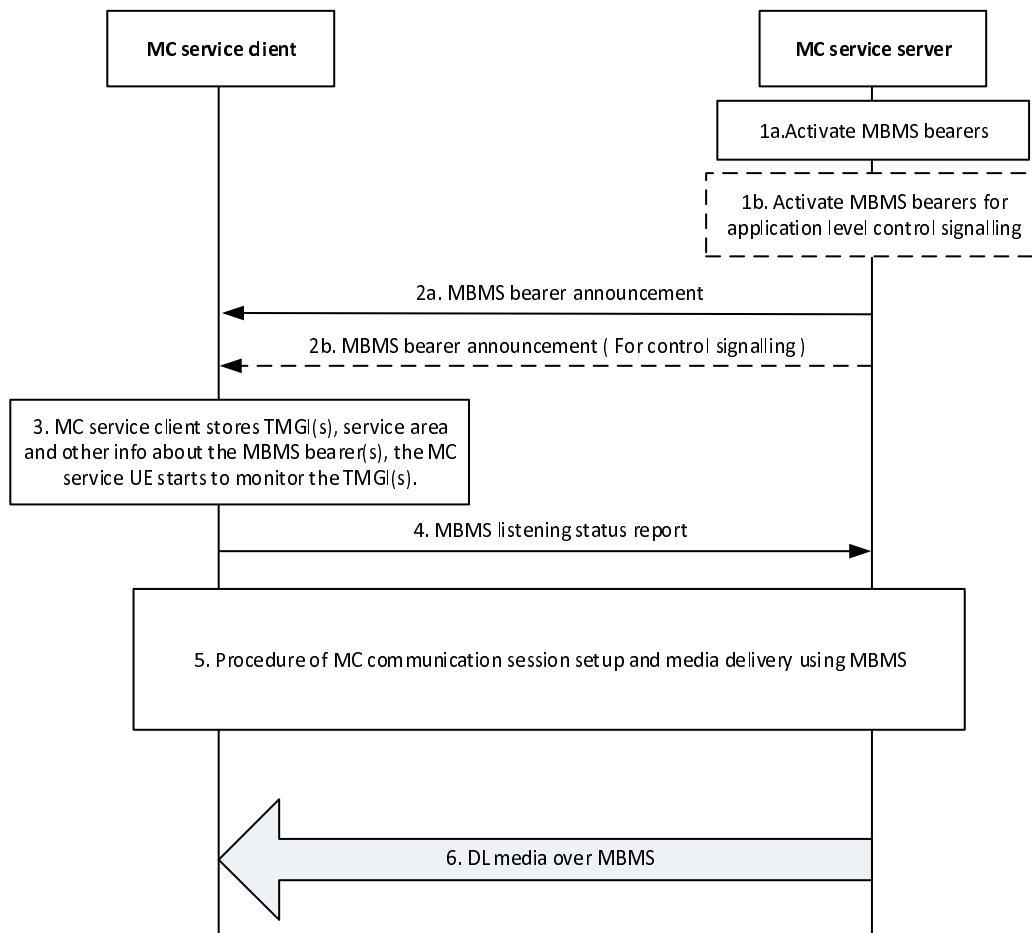 MC service client
MC service server
1a.Activate MBMS bearers
1b. Activate MBMS bearers for
application level control signalling
2a. MBMS bearer announcement
2b. MBMS bearer announcement ( For control signalling )
3. MC service client stores TMGI(s), service area
and other info about the MBMS bearer(s), the MC
service UE starts to monitor the TMGI(s).
4. MBMS listening status report
5. Procedure of MC communication session setup and media delivery using MBMS
6. DL media over MBMS